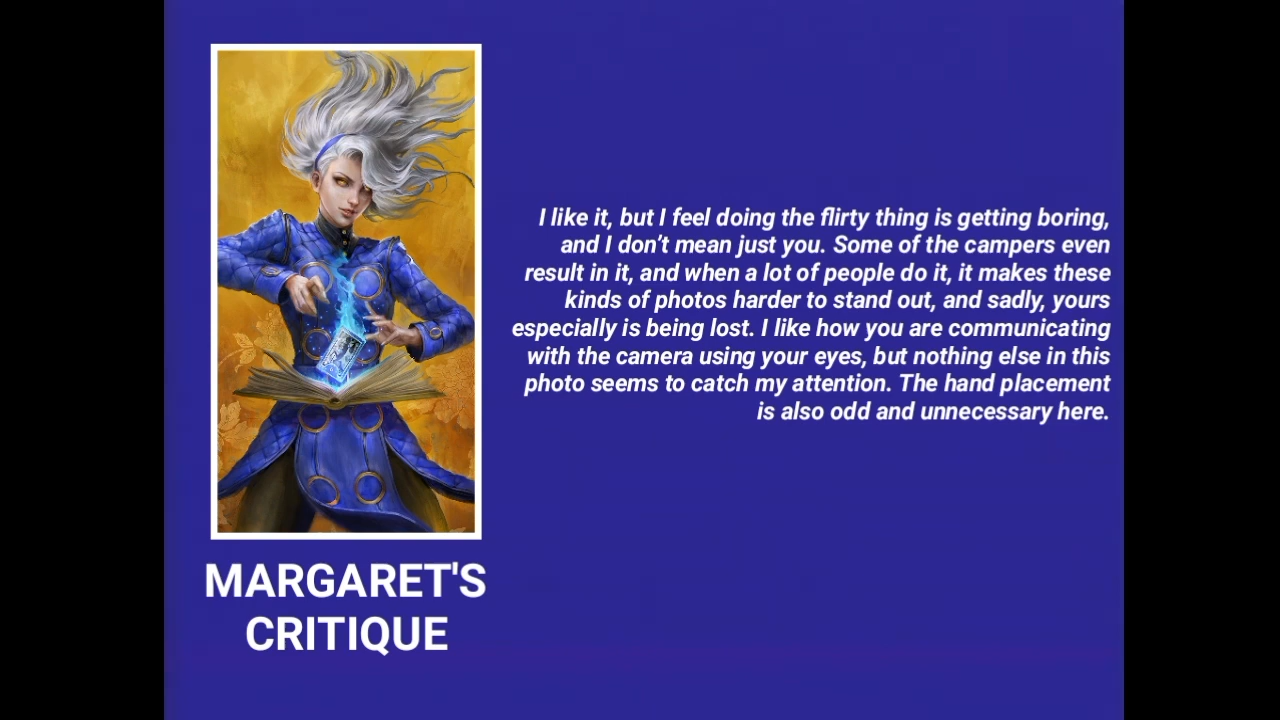 I like it, but I feel doing the flirty thing is getting boring,
and I don't mean just you. Some of the campers even
result in it, and when a lot of people do it, it makes these
kinds of photos harder to stand out, and sadly, yours
especially is being lost. I like how you are communicating
with the camera using your eyes, but nothing else in this
photo seems to catch my attention. The hand placement
is also odd and unnecessary here.
MARGARET'S
CRITIQUE